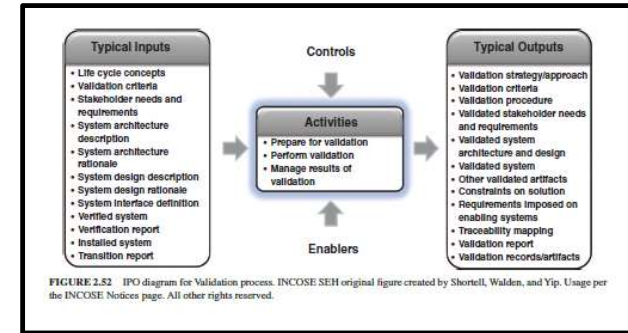 Typical Inputs
• Life cycle concepts
• Validation criteria
• Stakeholder needs and
requirements
• System architecture
description
• System architecture
rationale
• System design description
• System design rationale
• System interface definition
• Verified system
• Verification report
• Installed system
• Transition report
Controls
Activities
• Prepare for validation
• Perform validation
• Manage results of
validation
Enablers
Typical Outputs
• Validation strategy/approach
• Validation criteria
• Validation procedure
• Validated stakeholder needs
and requirements
• Validated system
architecture and design
• Validated system
• Other validated artifacts
• Constraints on solution
• Requirements imposed on
enabling systems
• Traceability mapping
• Validation report
• Validation records/artifacts
FIGURE 2.52 IPO diagram for Validation process. INCOSE SEH original figure created by Shortell, Walden, and Yip. Usage per
the INCOSE Notices page. All other rights reserved.